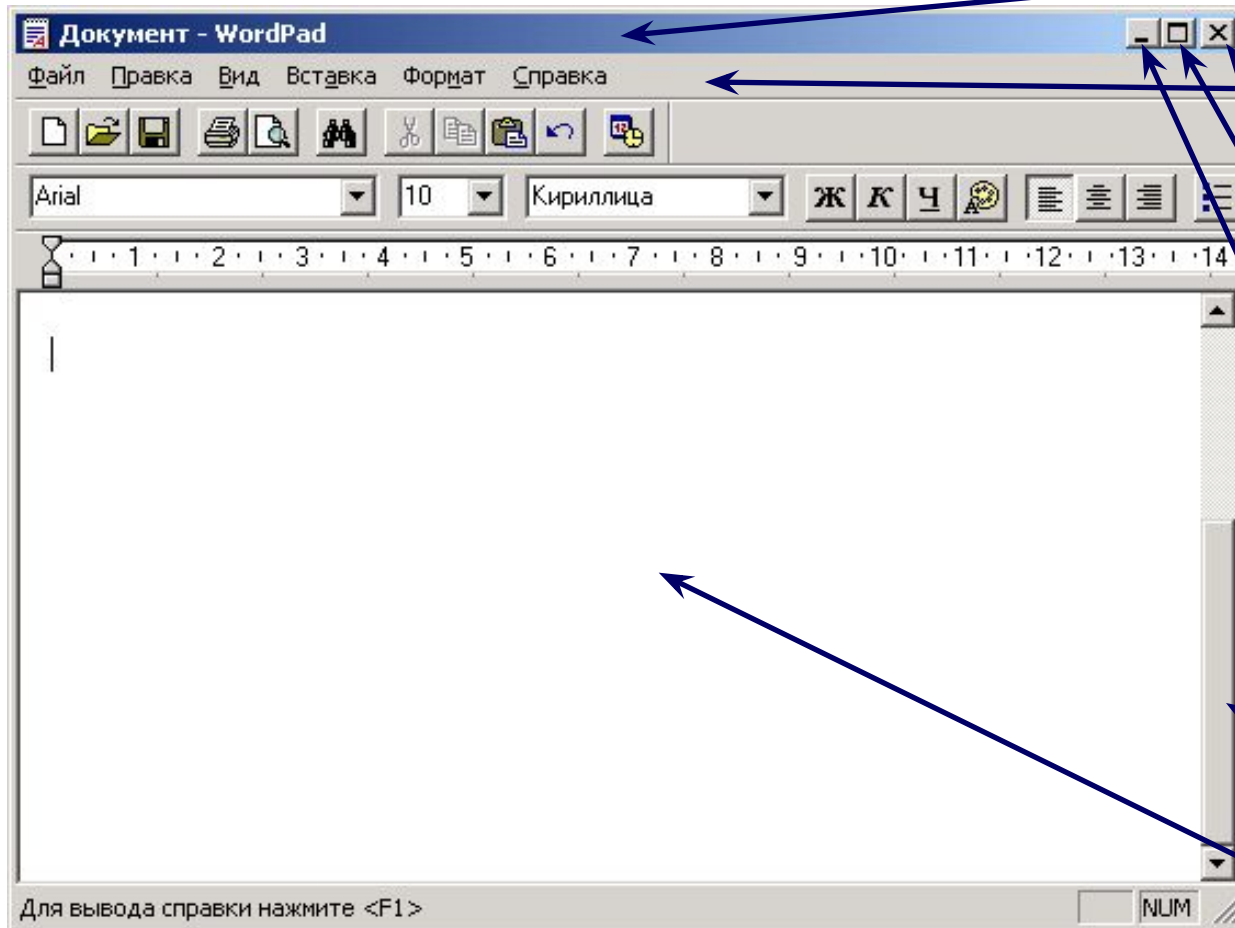 Документ - WordPad
Файл Правка Вид Вставка Формат Справка
Arial 10 Кириллица Ж К Ч
1 2 3 4 5 6 7 8 9 10 11 12 13 14
Для вывода справки нажмите <F1> NUM